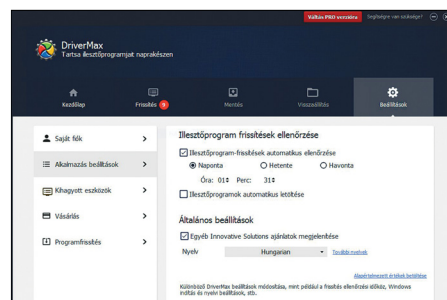 Váltás PRO verzióra
Segítségre van szüksége?
DriverMax
Tartsa illesztőprogramjait naprakészen
Kezdőlap
Frissítés 9
Mentés
Visszaállítás
Beállítások
Saját fiók
Alkalmazás beállítások
Kihagyott eszközök
Vásárlás
Programfrissítés
Illesztőprogram frissítések ellenőrzése
Illesztőprogram-frissítések automatikus ellenőrzése
Naponta Hetente Havonta
Óra: 01 Perc: 31
Illesztőprogramok automatikus letöltése
Általános beállítások
Egyéb Innovative Solutions ajánlatok megjelenítése
Nyelv Hungarian További nyelvek
Alapértelmezett értékek betöltése
Különböző DriverMax beállítások módosítása, mint például a frissítés ellenőrzési időköz, Windows
indítás és nyelvi beállítások, stb.